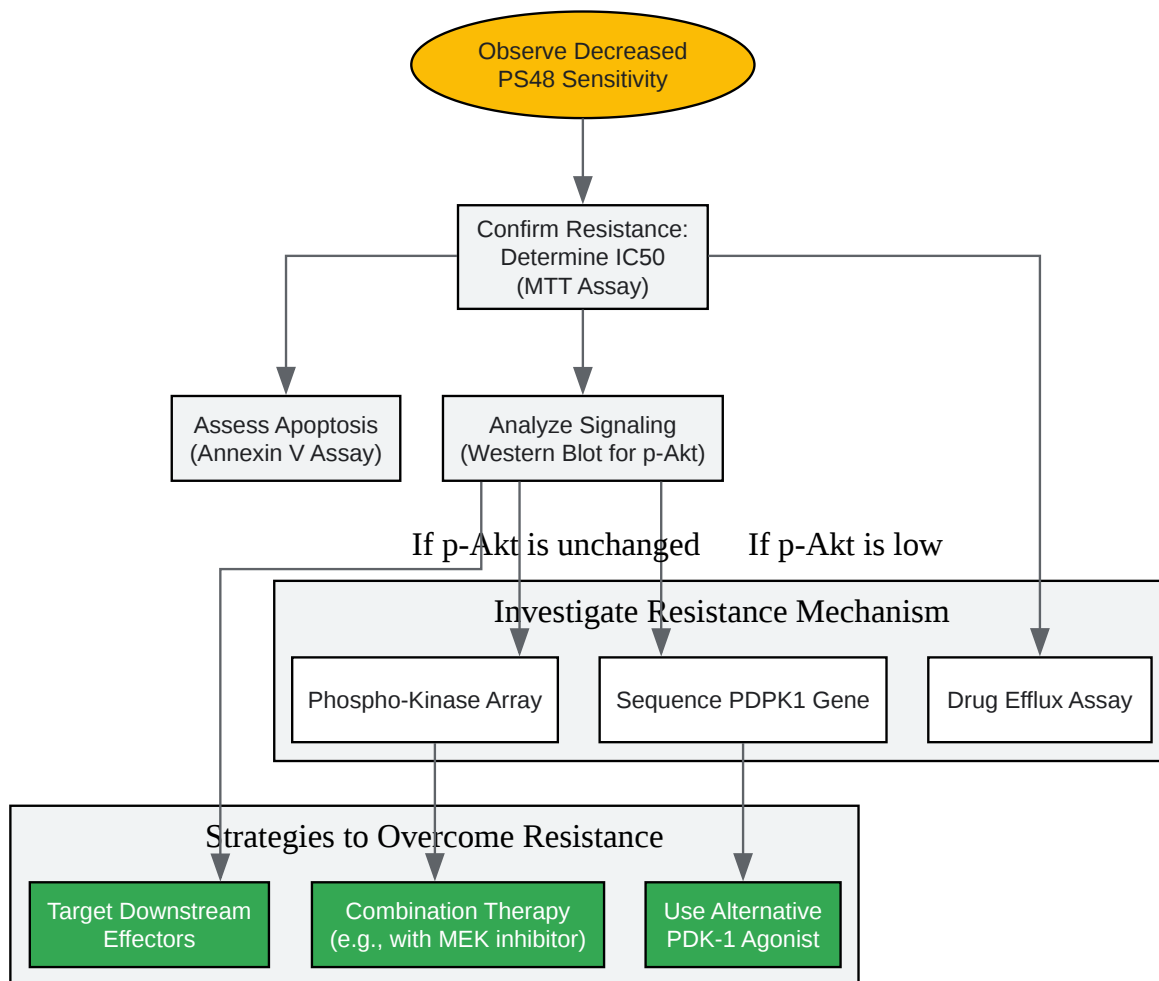 Observe Decreased
PS48 Sensitivity
Confirm Resistance:
Determine IC50
(MTT Assay)
Assess Apoptosis
(Annexin V Assay)
Analyze Signaling
(Western Blot for p-Akt)
If p-Akt is unchanged
If p-Akt is low
Investigate Resistance Mechanism
Phospho-Kinase Array
Sequence PDPK1 Gene
Drug Efflux Assay
Strategies to Overcome Resistance
Target Downstream
Effectors
Combination Therapy
(e.g., with MEK inhibitor)
Use Alternative
PDK-1 Agonist